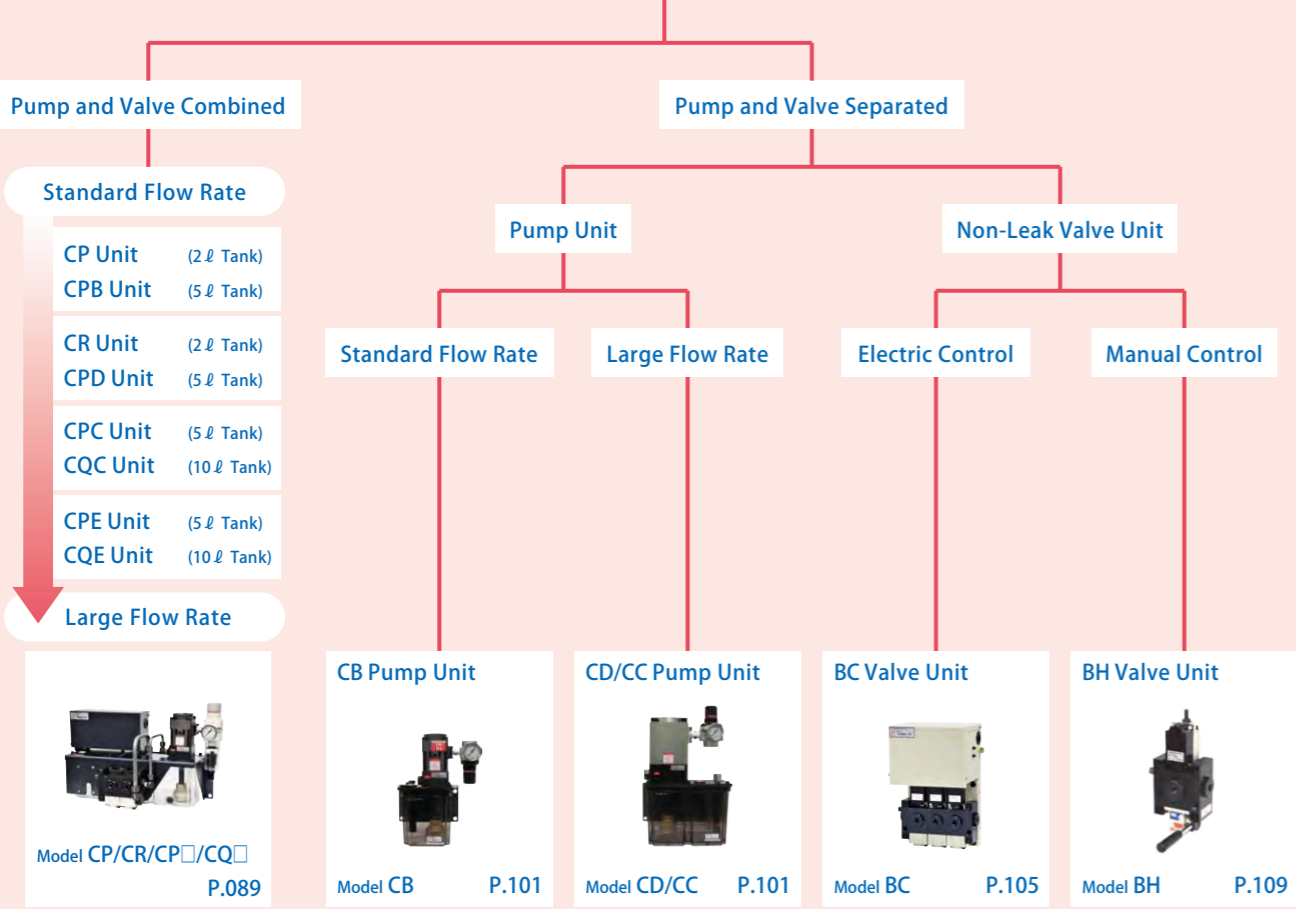 Pump and Valve Combined
Pump and Valve Separated
Standard Flow Rate
CP Unit (2ℓ Tank)
CPB Unit (5ℓ Tank)
CR Unit (2ℓ Tank)
CPD Unit (5ℓ Tank)
CPC Unit (5ℓ Tank)
CQC Unit (10ℓ Tank)
CPE Unit (5ℓ Tank)
CQE Unit (10ℓ Tank)
Large Flow Rate
Model CP/CR/CP□/CQ□
P.089
Pump Unit
Non-Leak Valve Unit
Standard Flow Rate
Large Flow Rate
Electric Control
Manual Control
CB Pump Unit
Model CB P.101
CD/CC Pump Unit
Model CD/CC P.101
BC Valve Unit
Model BC P.105
BH Valve Unit
Model BH P.109